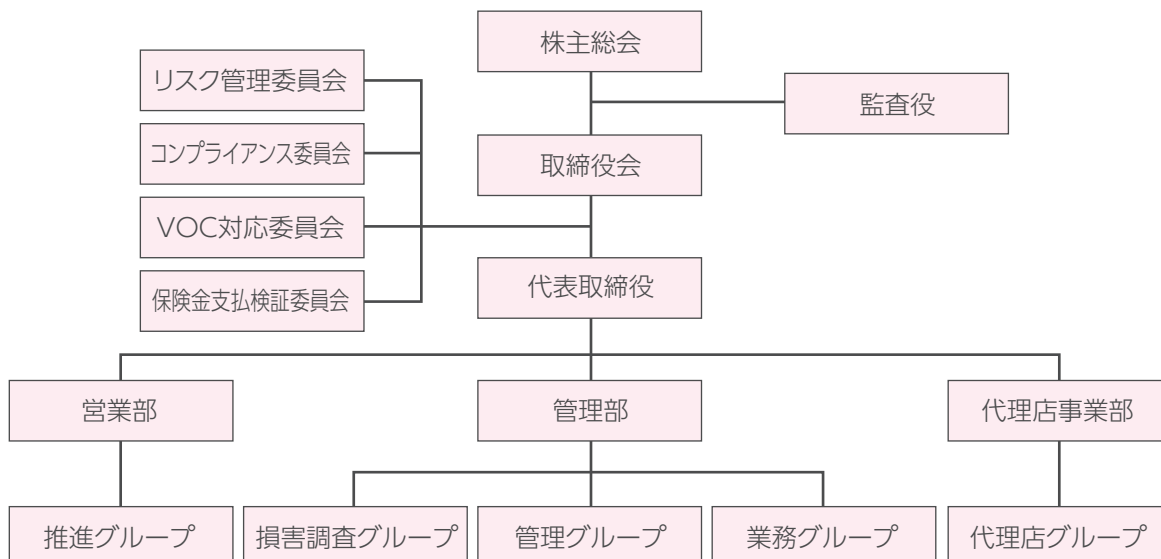 株主総会
リスク管理委員会
監査役
コンプライアンス委員会
取締役会
VOC対応委員会
代表取締役
保険金支払検証委員会
営業部
管理部
代理店事業部
推進グループ
損害調査グループ
管理グループ
業務グループ
代理店グループ